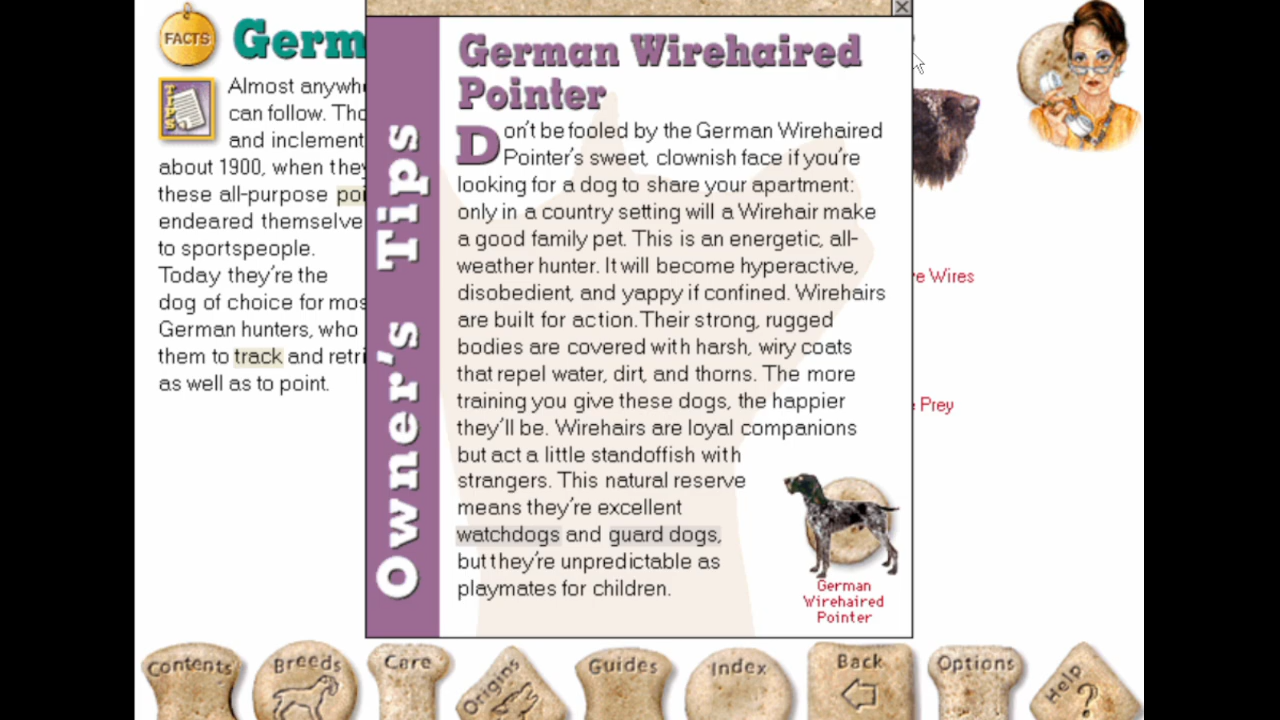 FACTS
Germ
TIPS
Almost anywh
can follow. Tho
and inclement
about 1900, when they
these all-purpose poi
endeared themselve
to sportspeople.
Today they're the
dog of choice for mos
German hunters, who
them to track and retri
as well as to point.
Owner's Tips
German Wirehaired
Pointer
Don't be fooled by the German Wirehaired
Pointer's sweet, clownish face if you're
looking for a dog to share your apartment:
only in a country setting will a Wirehair make
a good family pet. This is an energetic, all-
weather hunter. It will become hyperactive,
disobedient, and yappy if confined. Wirehairs
are built for action. Their strong, rugged
bodies are covered with harsh, wiry coats
that repel water, dirt, and thorns. The more
training you give these dogs, the happier
they'll be. Wirehairs are loyal companions
but act a little standoffish with
strangers. This natural reserve
means they're excellent
watchdogs and guard dogs,
but they're unpredictable as
playmates for children.
German
Wirehaired
Pointer
e Wires
Prey
Contents
Breeds
Care
Origins
Guides
Index
Back
Options
Help
?